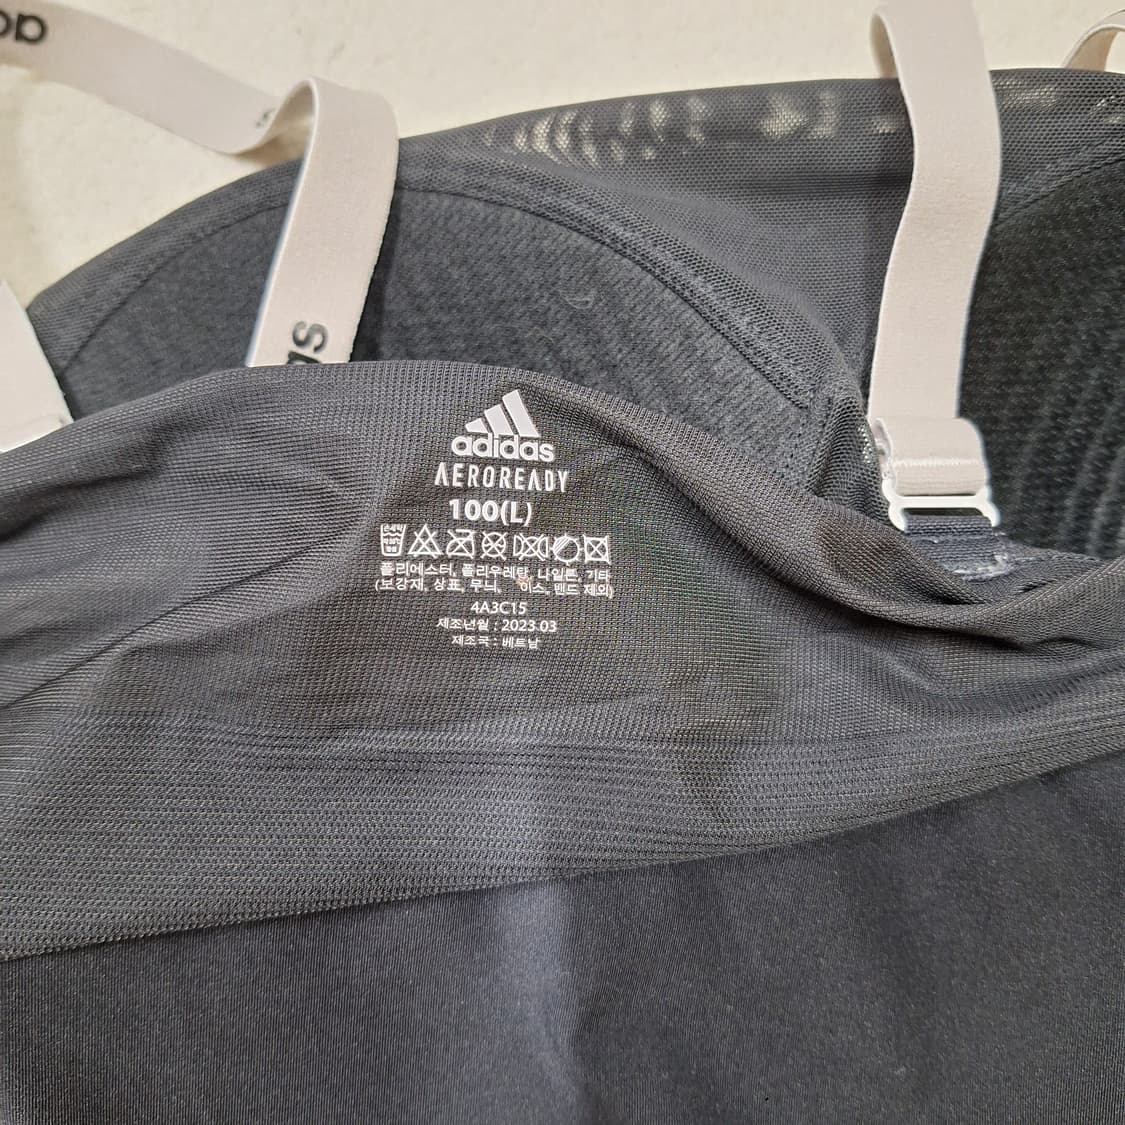 adidas
AEROREADY
100(L)
폴리에스터, 폴리우레탄, 나일론, 기타
(보강재, 상표, 무늬, 밴드 제외)
4A3C15
제조년월 : 2023.03
제조국 : 베트남